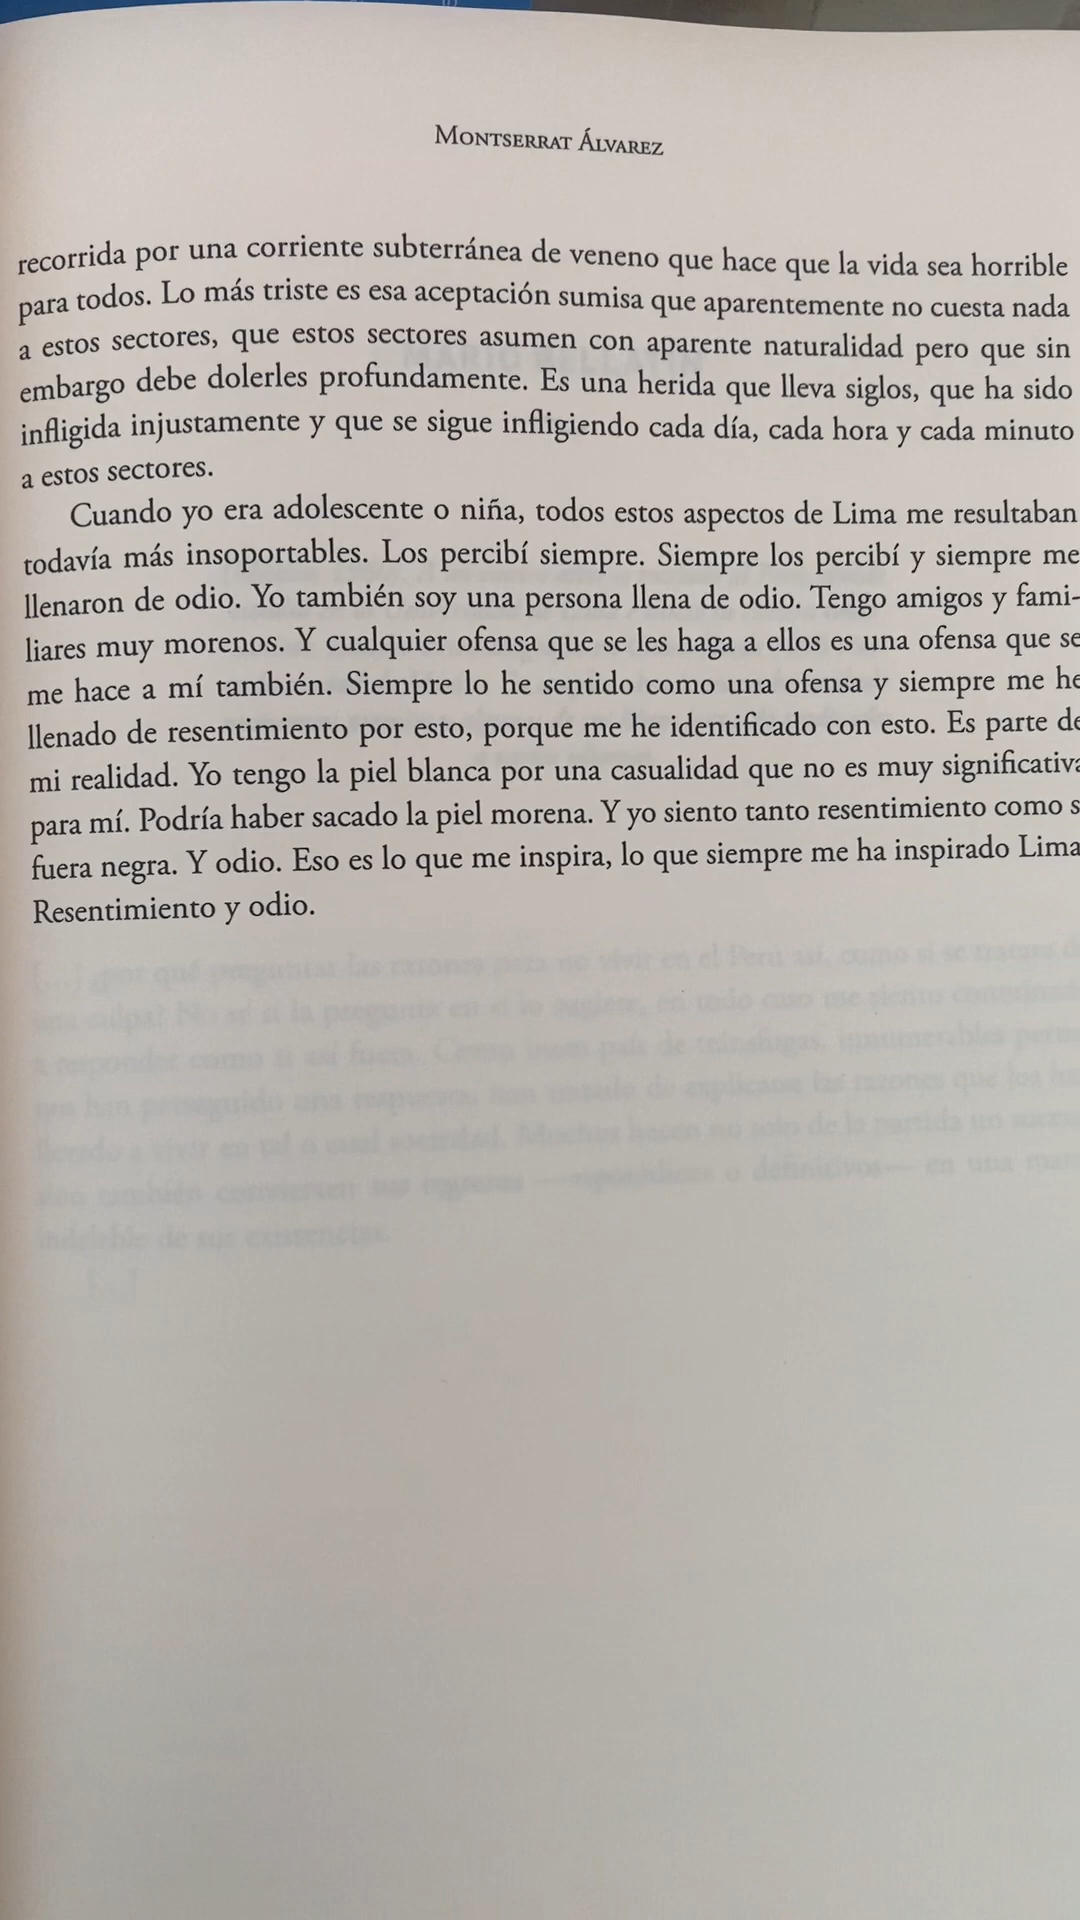 Montserrat Álvarez
recorrida por una corriente subterránea de veneno que hace que la vida sea horrible
para todos. Lo más triste es esa aceptación sumisa que aparentemente no cuesta nada
a estos sectores, que estos sectores asumen con aparente naturalidad pero que sin
embargo debe dolerles profundamente. Es una herida que lleva siglos, que ha sido
infligida injustamente y que se sigue infligiendo cada día, cada hora y cada minuto
a estos sectores.
Cuando yo era adolescente o niña, todos estos aspectos de Lima me resultaban
todavía más insoportables. Los percibí siempre. Siempre los percibí y siempre me
llenaron de odio. Yo también soy una persona llena de odio. Tengo amigos y fami-
liares muy morenos. Y cualquier ofensa que se les haga a ellos es una ofensa que se
me hace a mí también. Siempre lo he sentido como una ofensa y siempre me he
llenado de resentimiento por esto, porque me he identificado con esto. Es parte de
mi realidad. Yo tengo la piel blanca por una casualidad que no es muy significativa
para mí. Podría haber sacado la piel morena. Y yo siento tanto resentimiento como s
fuera negra. Y odio. Eso es lo que me inspira, lo que siempre me ha inspirado Lima
Resentimiento y odio.